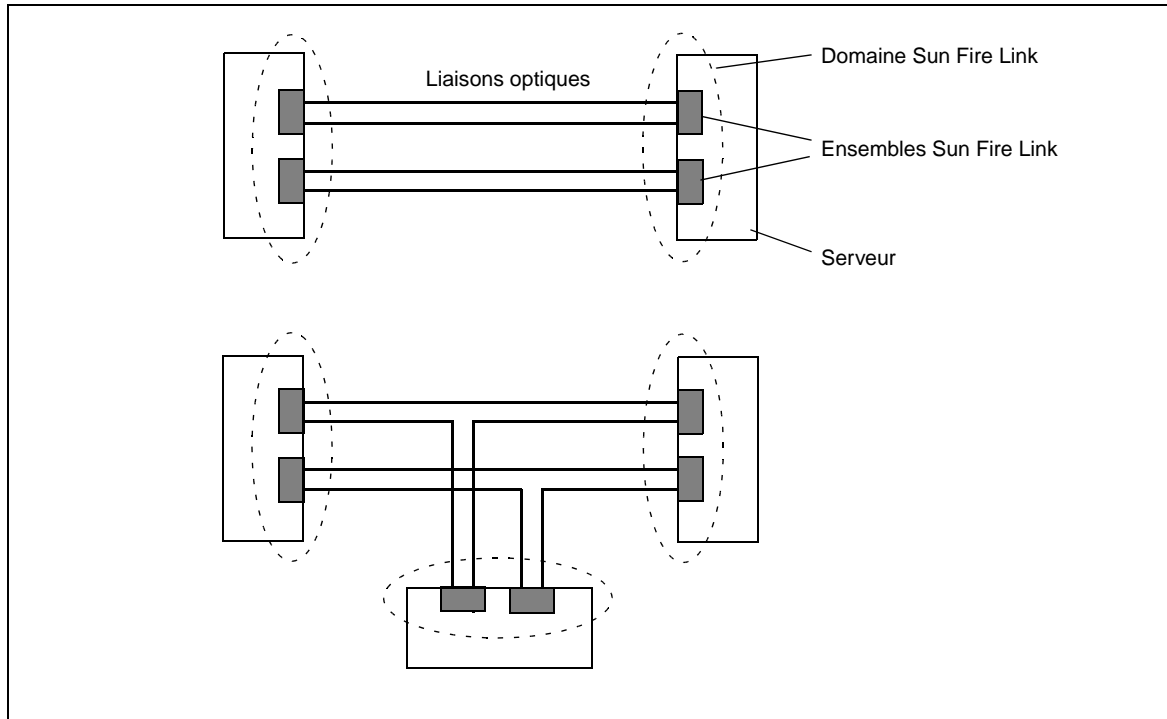 Liaisons optiques
Domaine Sun Fire Link
Ensembles Sun Fire Link
Serveur